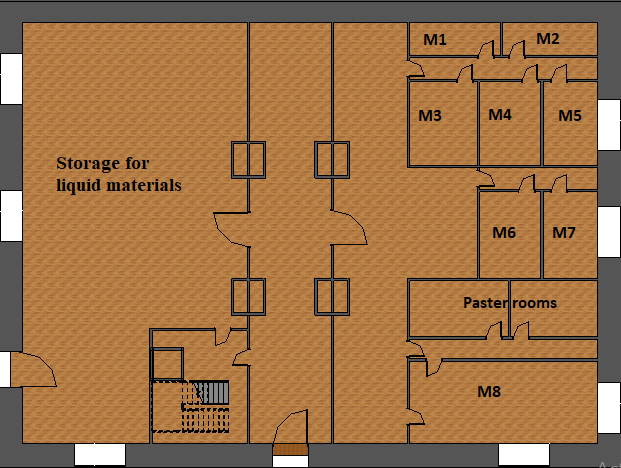 M1 M2
M3 M4 M5
Storage for
liquid materials
M6 M7
Paster rooms
M8